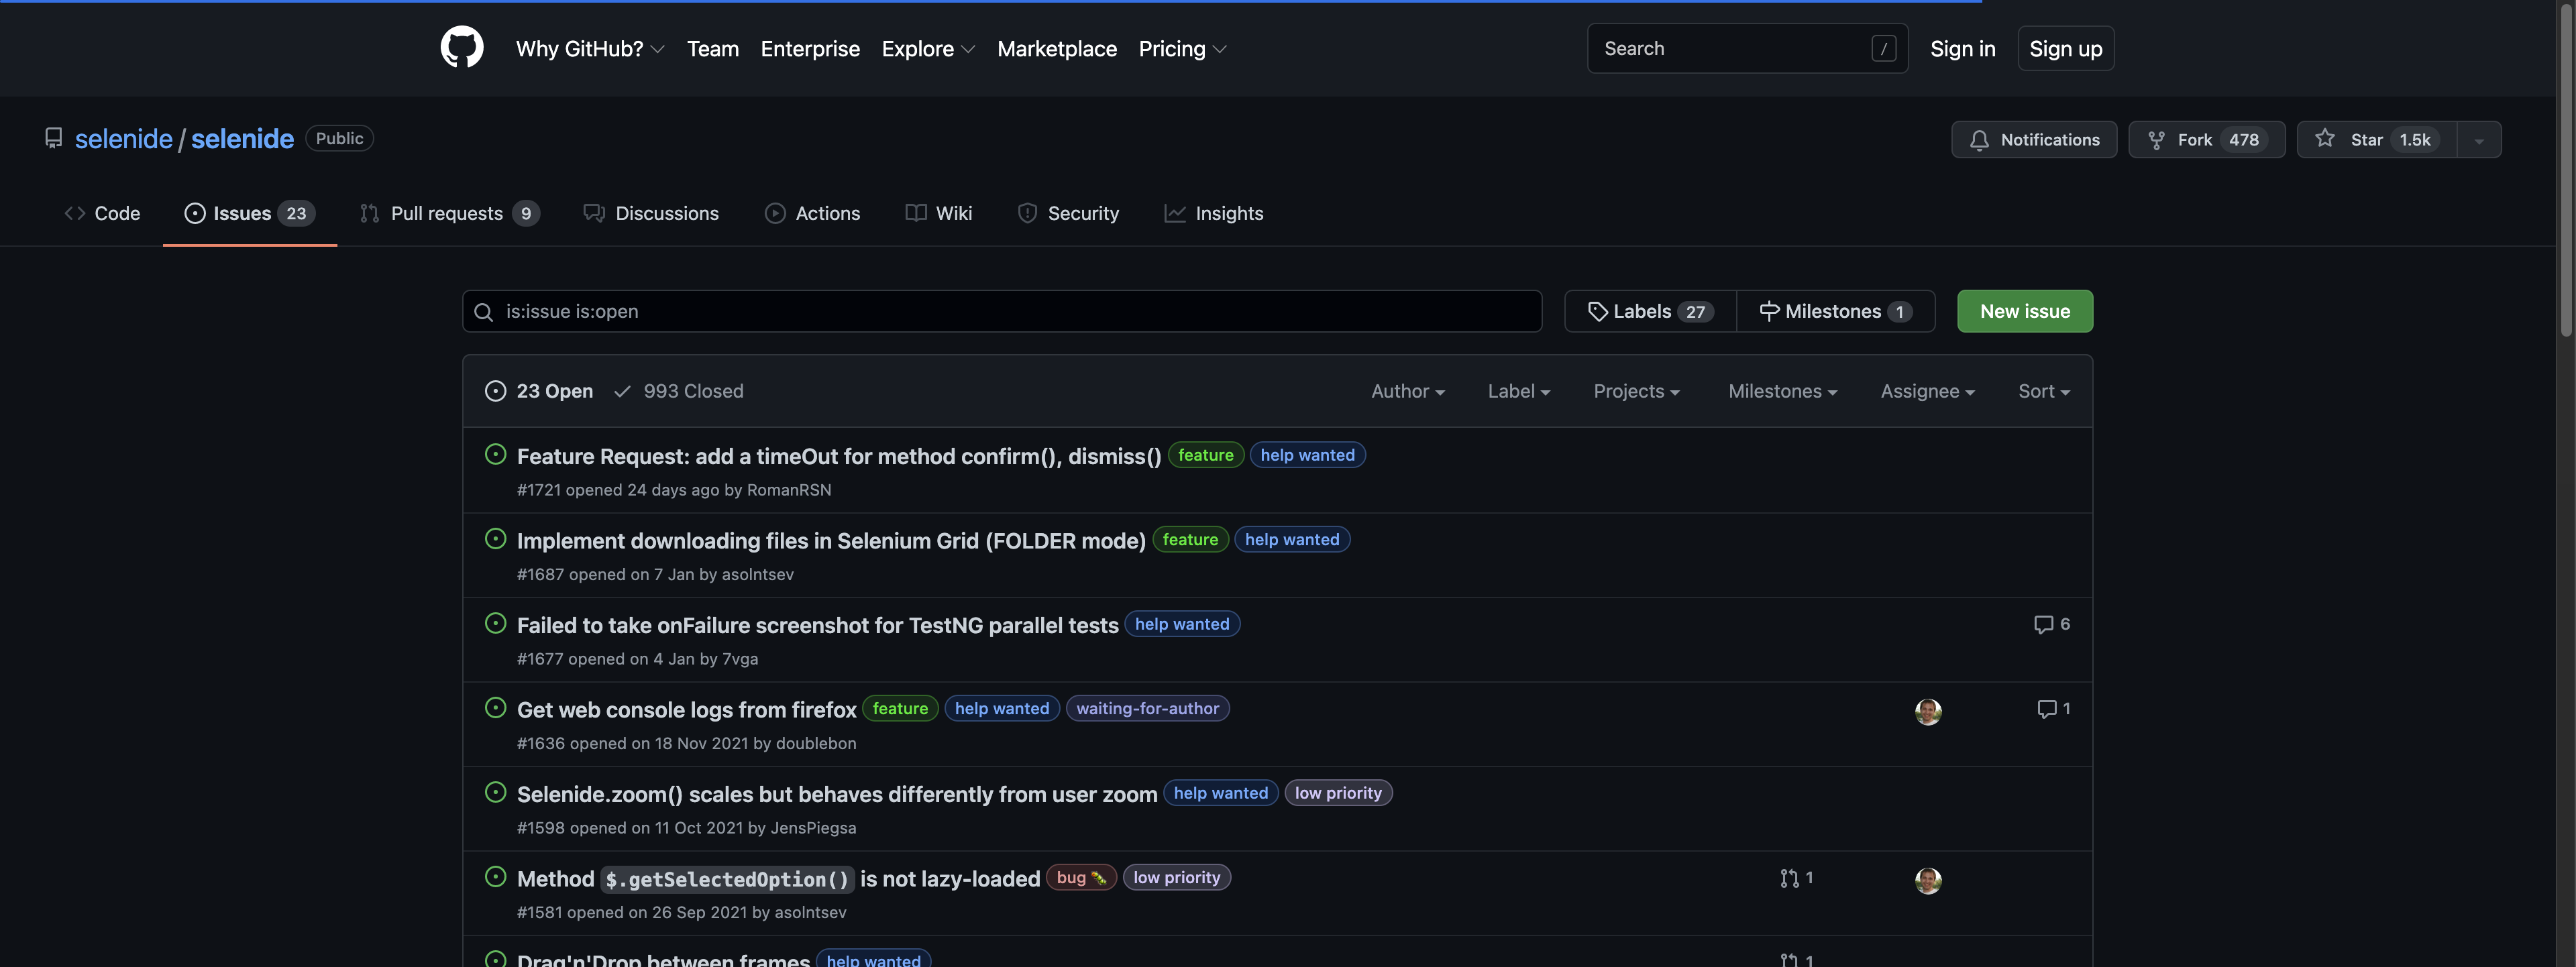 Why GitHub? Team Enterprise Explore Marketplace Pricing Search / Sign in Sign up
selenide / selenide Public Notifications Fork 478 Star 1.5k
Code Issues 23 Pull requests 9 Discussions Actions Wiki Security Insights
is:issue is:open Labels 27 Milestones 1 New issue
23 Open 993 Closed Author Label Projects Milestones Assignee Sort
Feature Request: add a timeOut for method confirm(), dismiss() feature help wanted
#1721 opened 24 days ago by RomanRSN
Implement downloading files in Selenium Grid (FOLDER mode) feature help wanted
#1687 opened on 7 Jan by asolntsev
Failed to take onFailure screenshot for TestNG parallel tests help wanted 6
#1677 opened on 4 Jan by 7vga
Get web console logs from firefox feature help wanted waiting-for-author 1
#1636 opened on 18 Nov 2021 by doublebon
Selenide.zoom() scales but behaves differently from user zoom help wanted low priority
#1598 opened on 11 Oct 2021 by JensPiegsa
Method $.getSelectedOption() is not lazy-loaded bug 🐛 low priority 1
#1581 opened on 26 Sep 2021 by asolntsev
Drag'n'Drop between frames help wanted 1